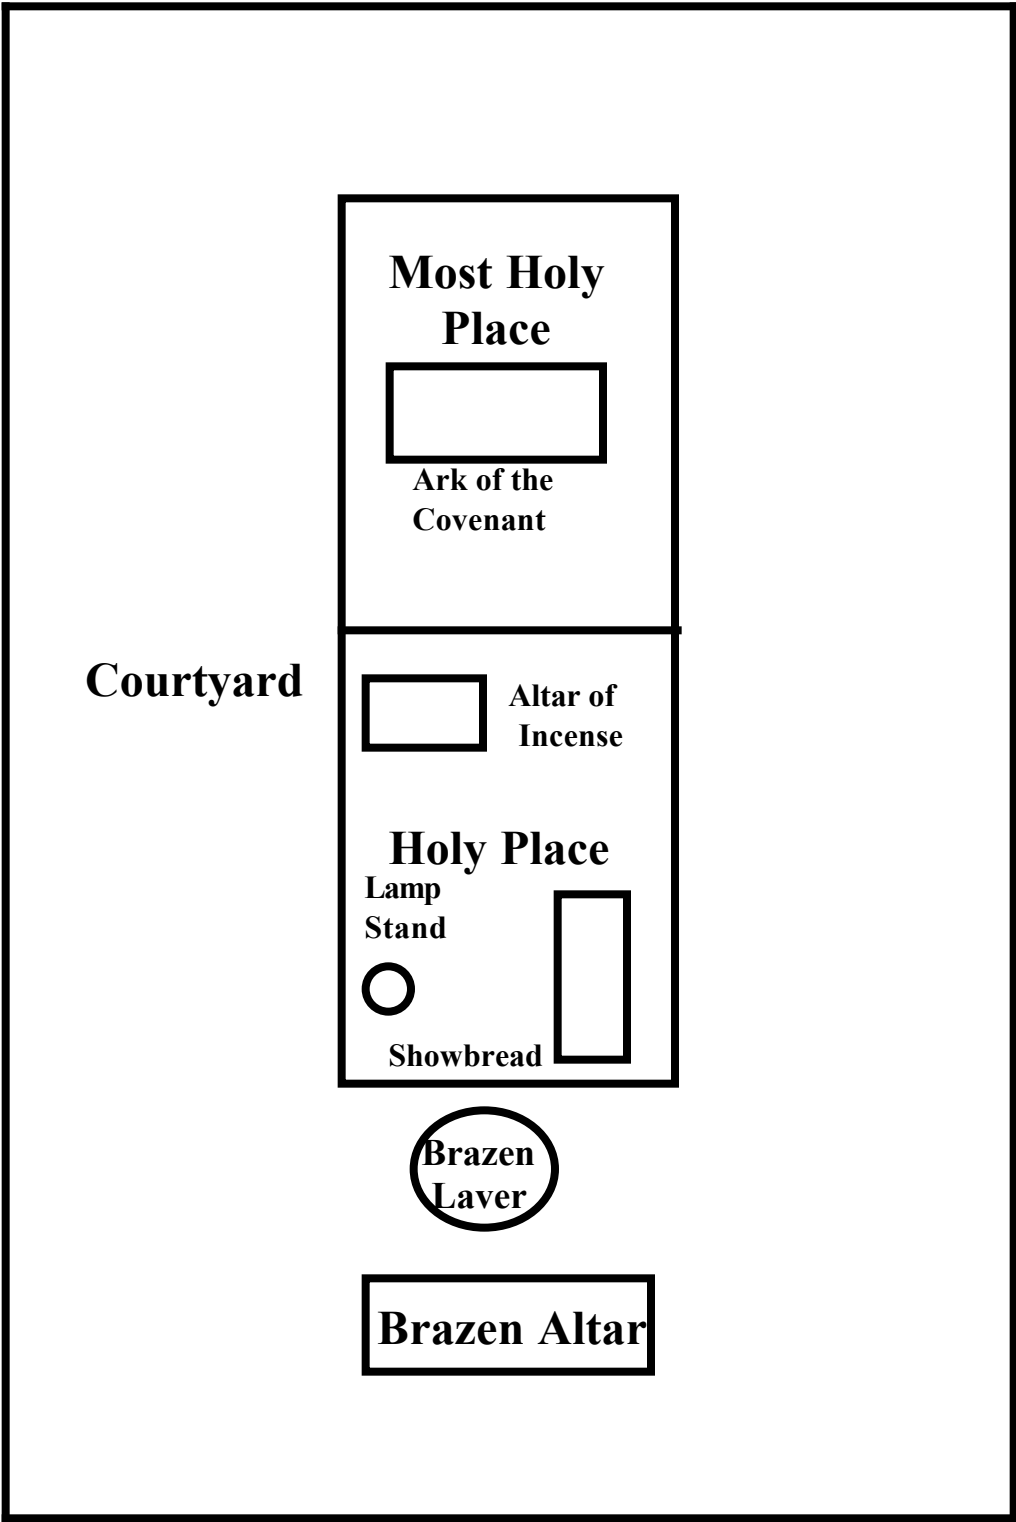 Most Holy
Place
Ark of the
Covenant
Courtyard
Altar of
Incense
Holy Place
Lamp
Stand
Showbread
Brazen
Laver
Brazen Altar